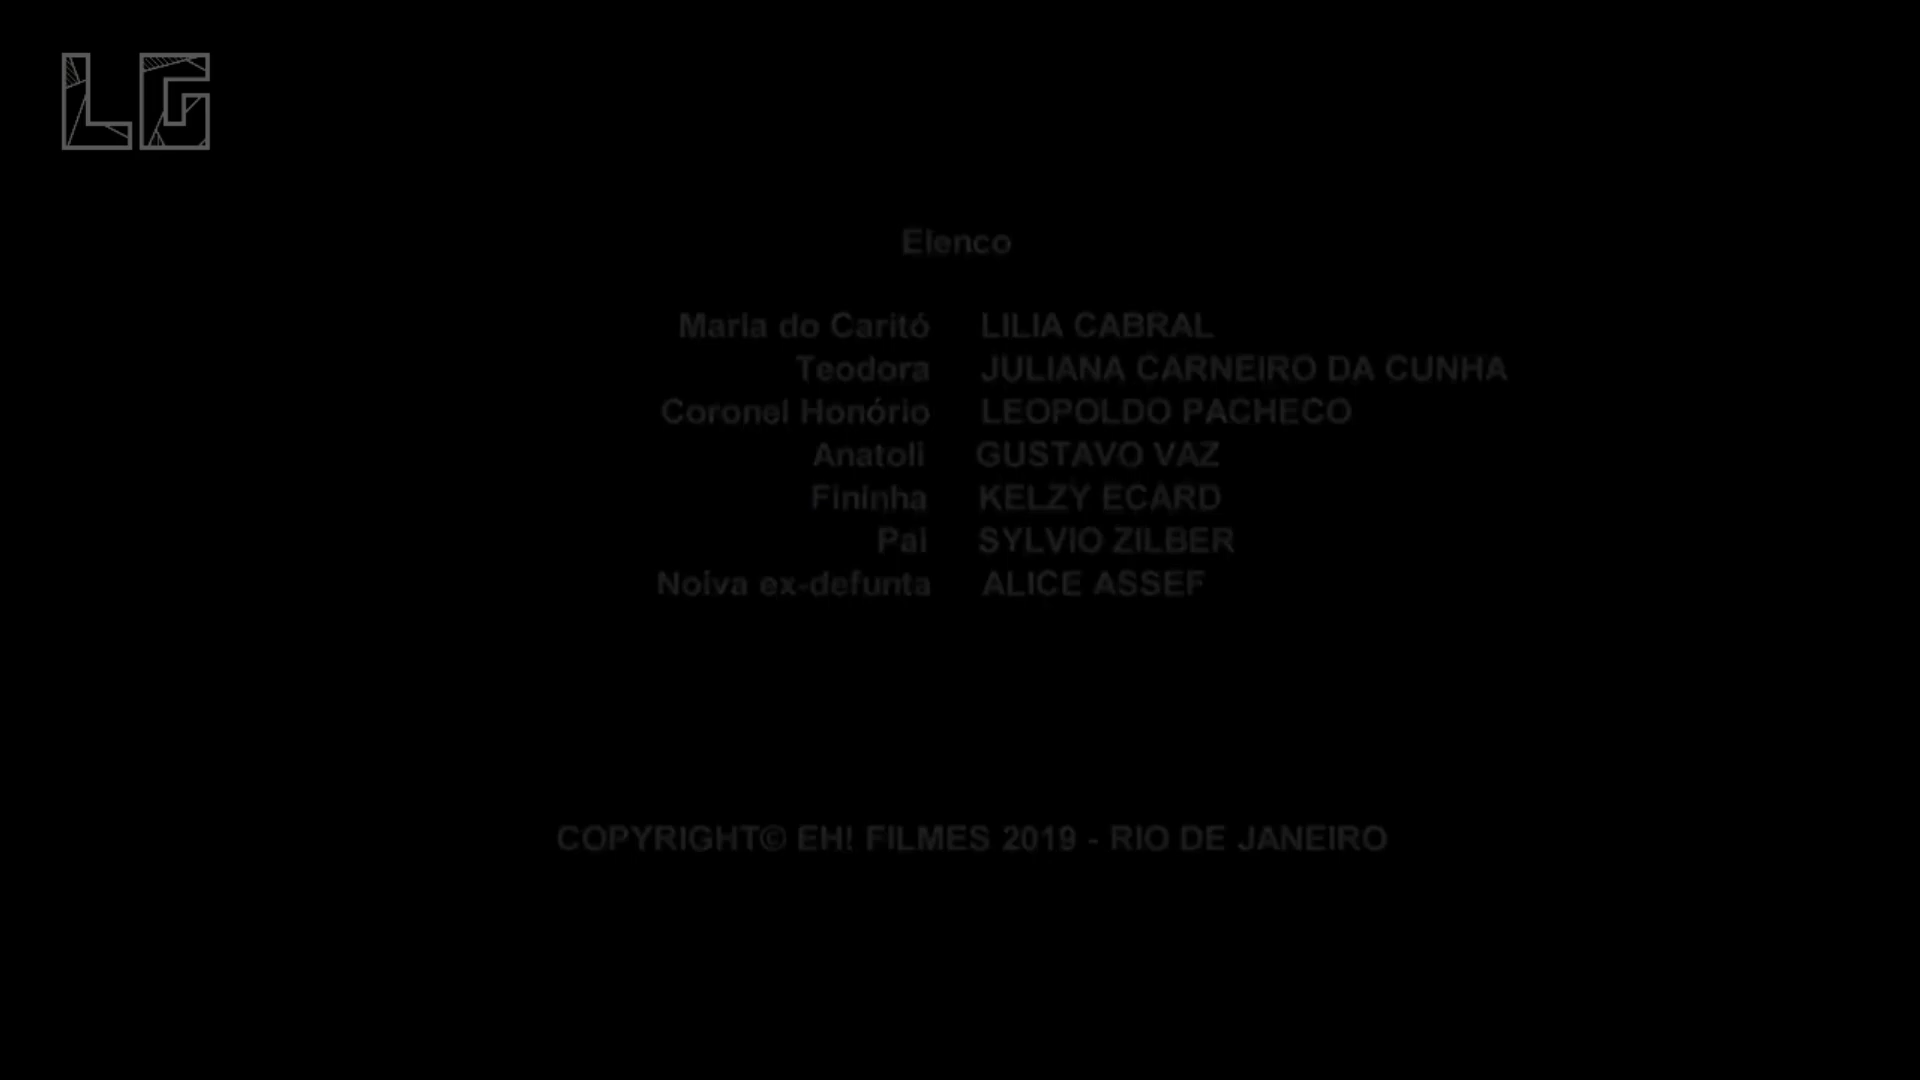 LG
Elenco
Maria do Caritó LILIA CABRAL
Teodora JULIANA CARNEIRO DA CUNHA
Coronel Honório LEOPOLDO PACHECO
Anatoli GUSTAVO VAZ
Fininha KELZY ECARD
Pai SYLVIO ZILBER
Noiva ex-defunta ALICE ASSEF
COPYRIGHT© EH! FILMES 2019 - RIO DE JANEIRO